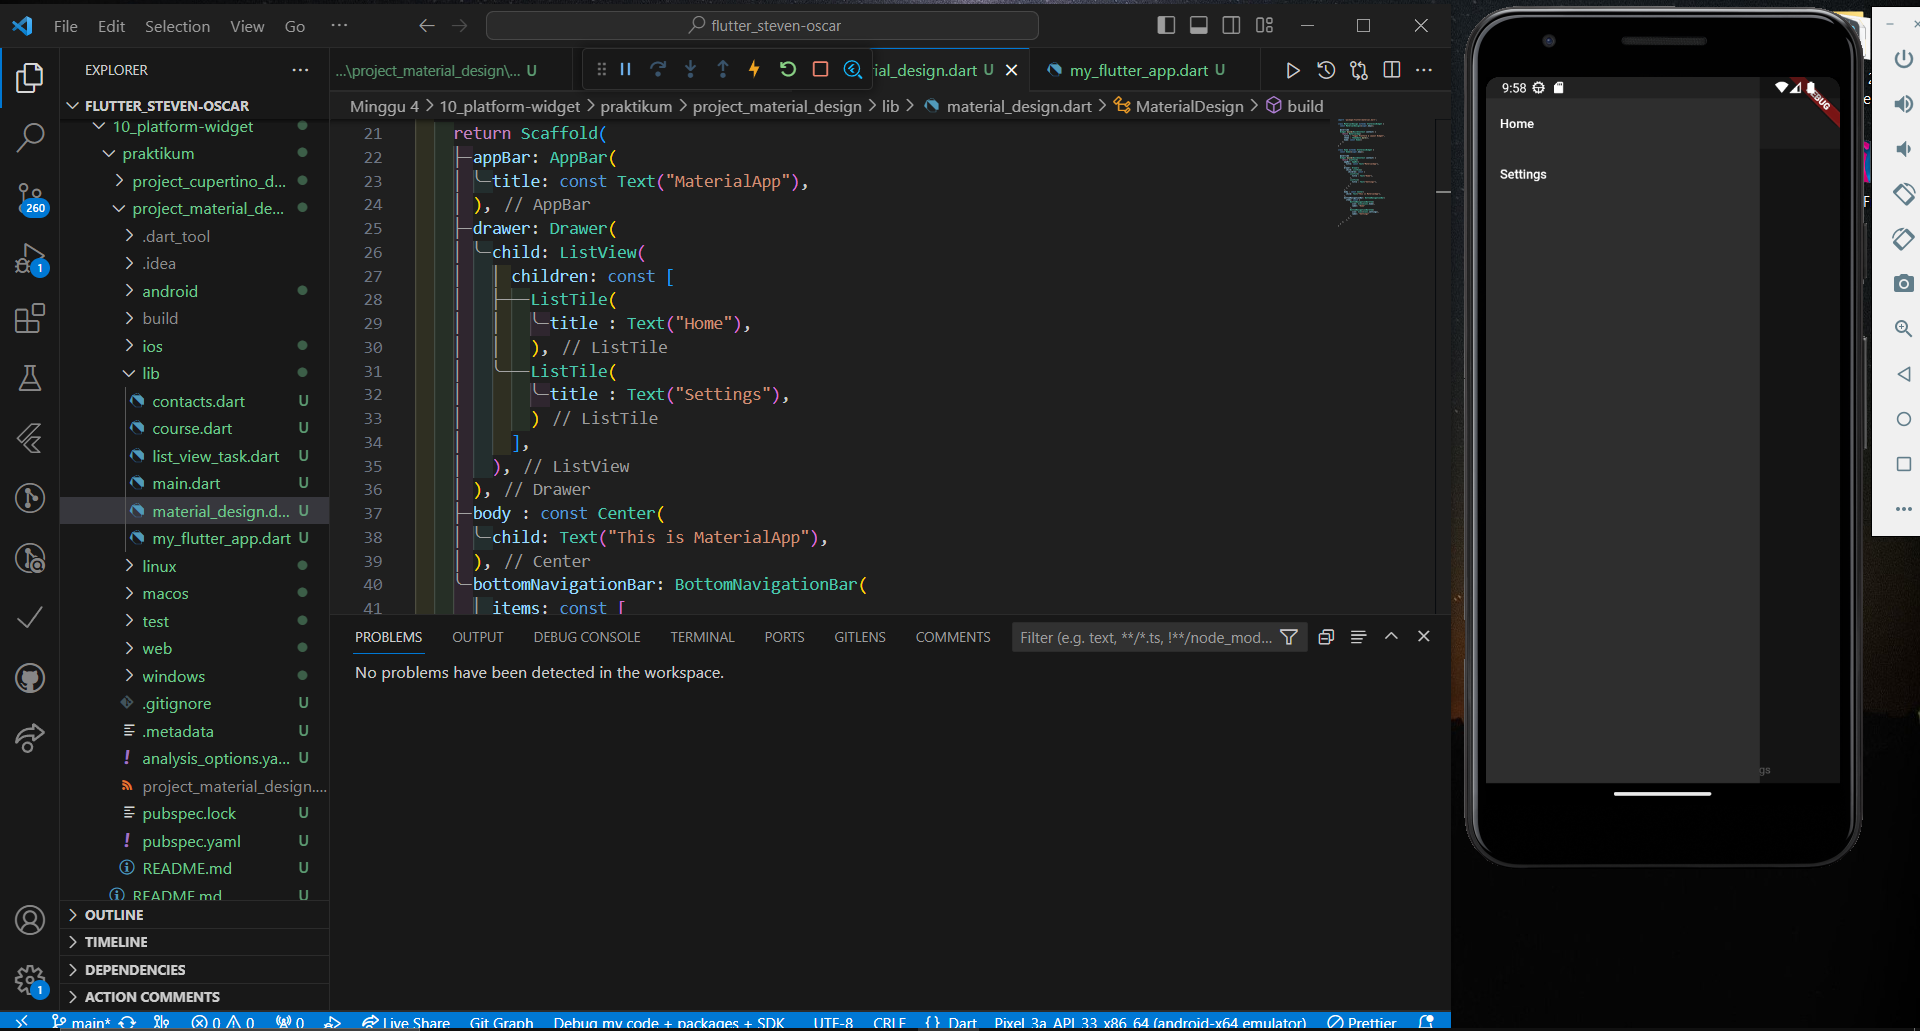 File Edit Selection View Go ···
flutter_steven-oscar
EXPLORER
FLUTTER_STEVEN-OSCAR
10_platform-widget
praktikum
project_cupertino_d...
project_material_de...
.dart_tool
.idea
android
build
ios
lib
contacts.dart U
course.dart U
list_view_task.dart U
main.dart U
material_design.d... U
my_flutter_app.dart U
linux
macos
test
web
windows
.gitignore U
.metadata U
analysis_options.ya... U
project_material_design....
pubspec.lock U
pubspec.yaml U
README.md U
README.md U
OUTLINE
TIMELINE
DEPENDENCIES
ACTION COMMENTS
260
1
1
...\project_material_design\... U
ial_design.dart U
my_flutter_app.dart U
Minggu 4 > 10_platform-widget > praktikum > project_material_design > lib > material_design.dart > MaterialDesign > build
21 return Scaffold(
22 appBar: AppBar(
23 title: const Text("MaterialApp"),
24 ), // AppBar
25 drawer: Drawer(
26 child: ListView(
27 children: const [
28 ListTile(
29 title : Text("Home"),
30 ), // ListTile
31 ListTile(
32 title : Text("Settings"),
33 ) // ListTile
34 ],
35 ), // ListView
36 ), // Drawer
37 body : const Center(
38 child: Text("This is MaterialApp"),
39 ), // Center
40 bottomNavigationBar: BottomNavigationBar(
41 items: const [
PROBLEMS OUTPUT DEBUG CONSOLE TERMINAL PORTS GITLENS COMMENTS
Filter (e.g. text, **/*.ts, !**/node_mod...
No problems have been detected in the workspace.
main* 0 0 0 Live Share Git Graph Debug my code + packages + SDK UTF-8 CRLF {} Dart Pixel_3a_API_33_x86_64 (android-x64 emulator) Prettier
9:58
Home
Settings
gs